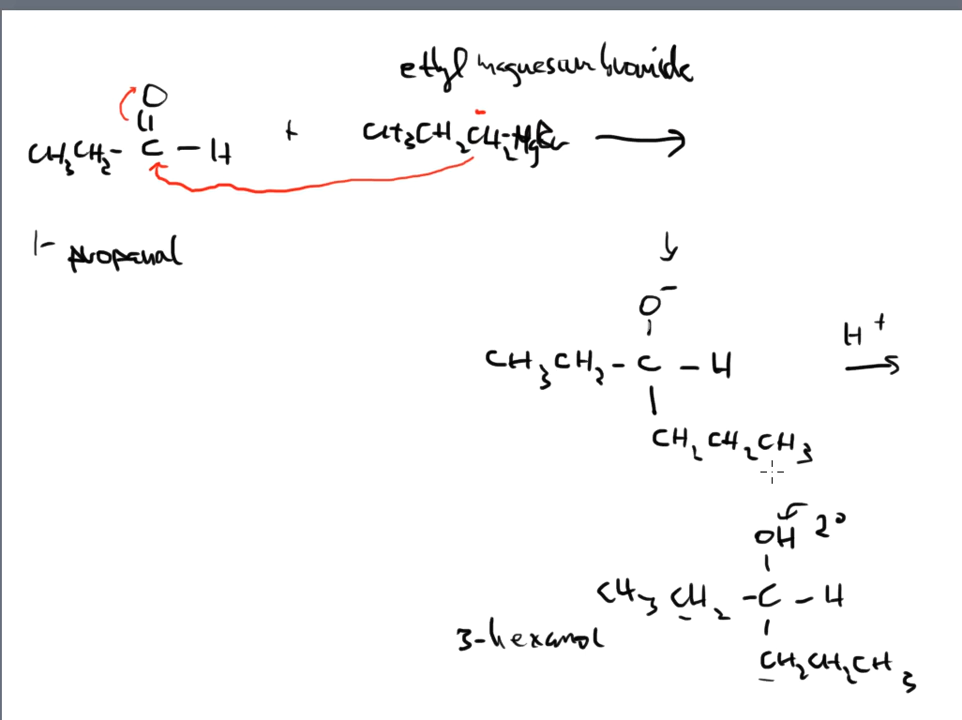 ethyl magnesium bromide
O
CH3CH2- C - H + CH3CH2CH2-MgBr
-
1- propanal
O-
CH3CH2- C - H
CH2CH2CH3
H+
OH 2°
CH3CH2 -C - H
CH2CH2CH3
3-hexanol